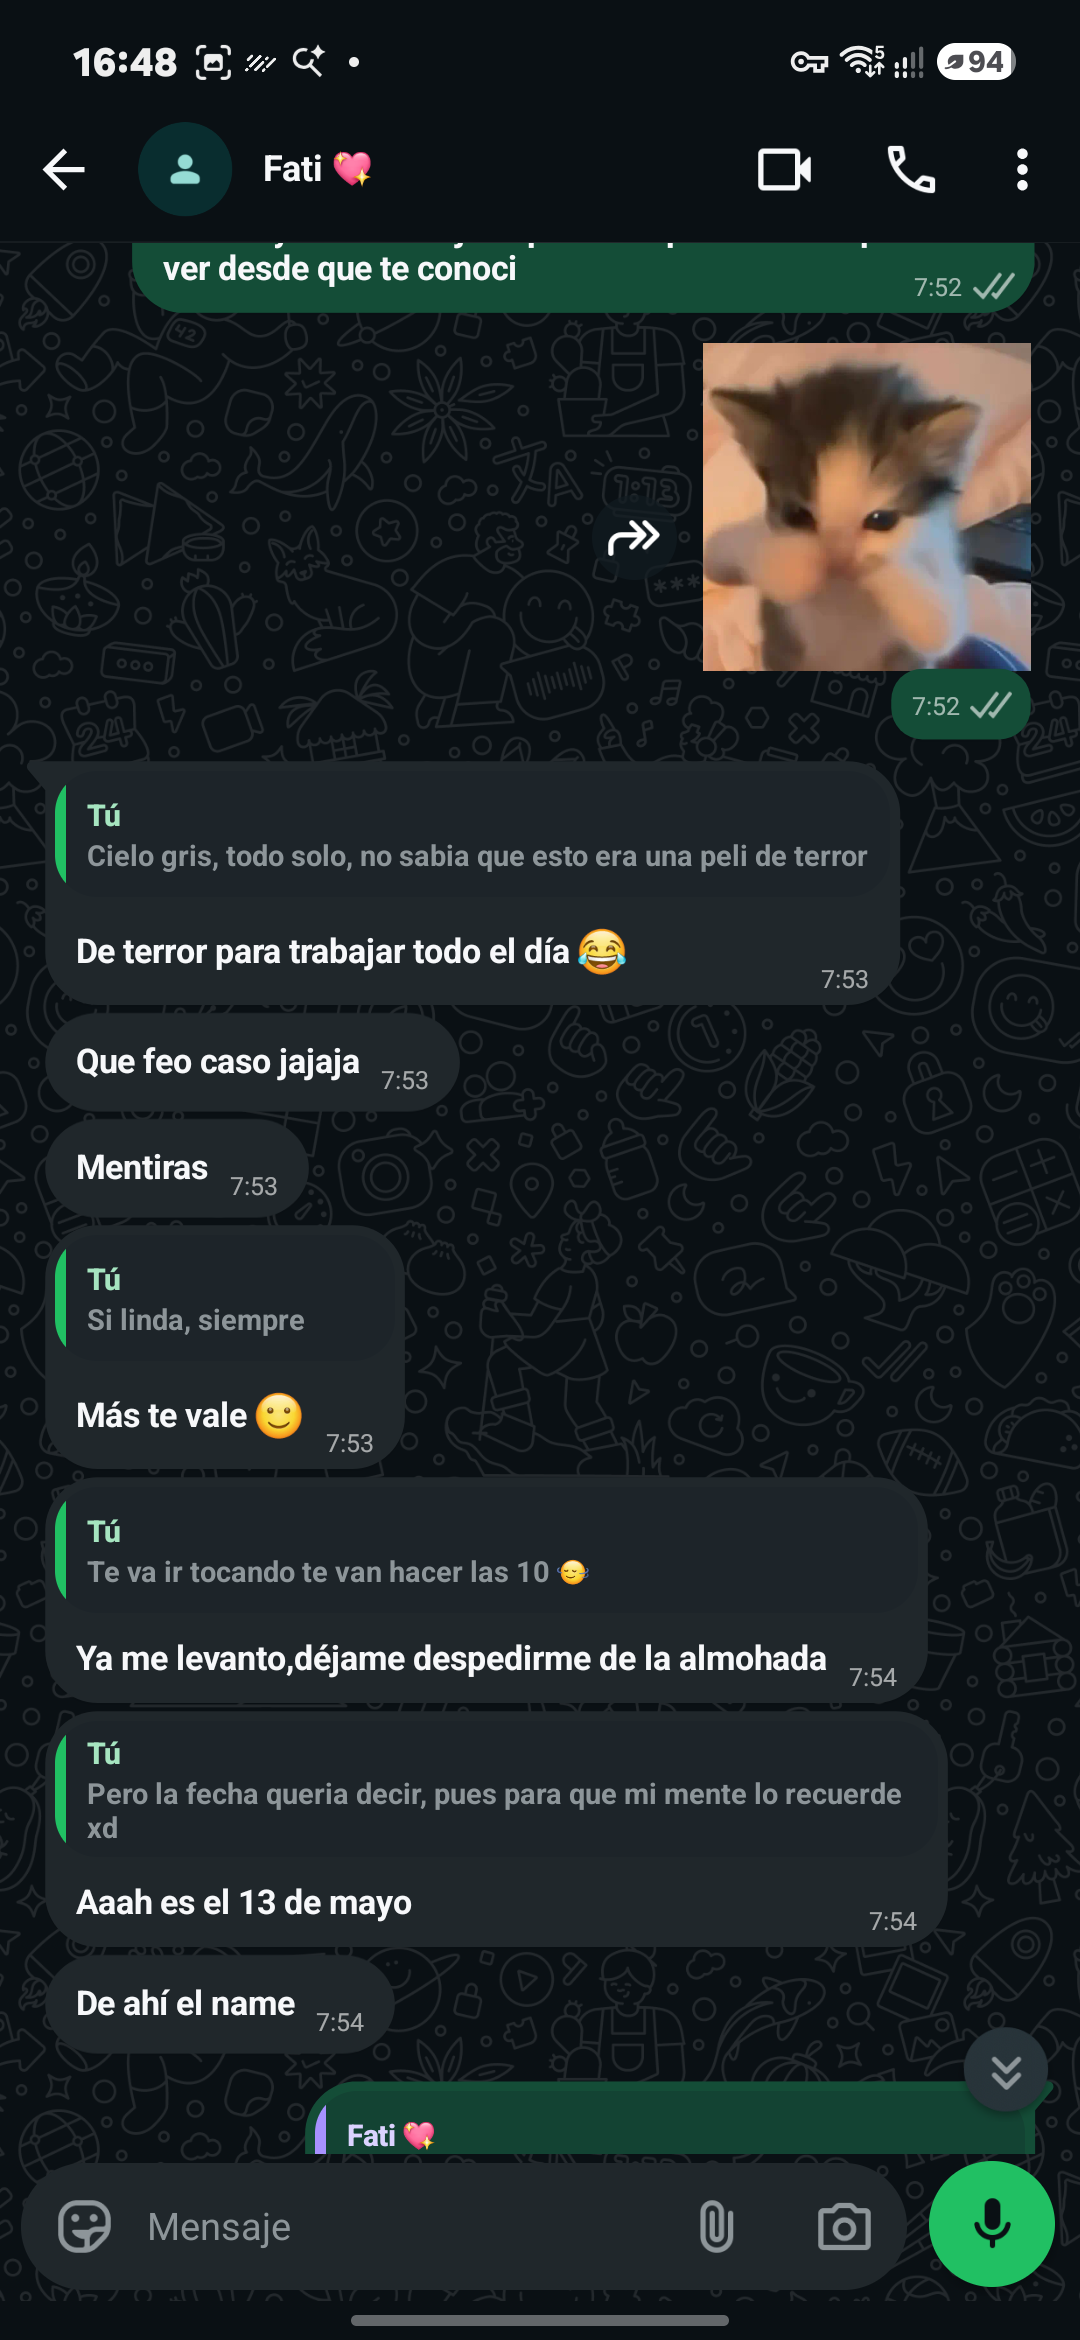 16:48
5
94
Fati 💖
ver desde que te conoci
7:52
7:52
Tú
Cielo gris, todo solo, no sabia que esto era una peli de terror
De terror para trabajar todo el día 😂
7:53
Que feo caso jajaja 7:53
Mentiras 7:53
Tú
Si linda, siempre
Más te vale 🙂
7:53
Tú
Te va ir tocando te van hacer las 10 😌
Ya me levanto,déjame despedirme de la almohada 7:54
Tú
Pero la fecha queria decir, pues para que mi mente lo recuerde
xd
Aaah es el 13 de mayo
7:54
De ahí el name 7:54
Fati 💖
Mensaje